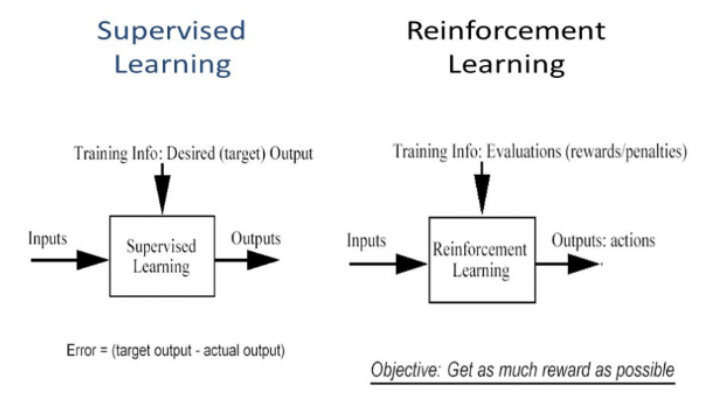 Supervised
Learning
Training Info: Desired (target) Output
Inputs
Supervised
Learning
Outputs
Error = (target output - actual output)
Reinforcement
Learning
Training Info: Evaluations (rewards/penalties)
Inputs
Reinforcement
Learning
Outputs: actions
Objective: Get as much reward as possible